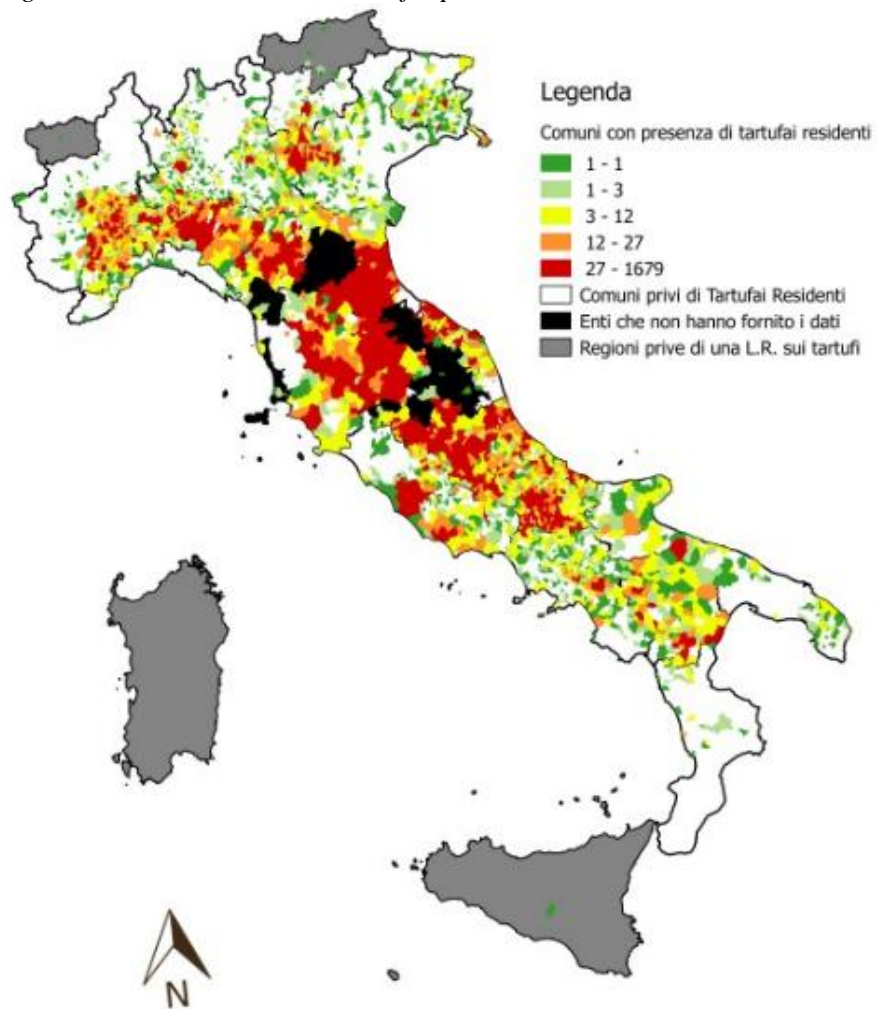 Legenda
Comuni con presenza di tartufai residenti
1 - 1
1 - 3
3 - 12
12 - 27
27 - 1679
Comuni privi di Tartufai Residenti
Enti che non hanno fornito i dati
Regioni prive di una L.R. sui tartufi
N